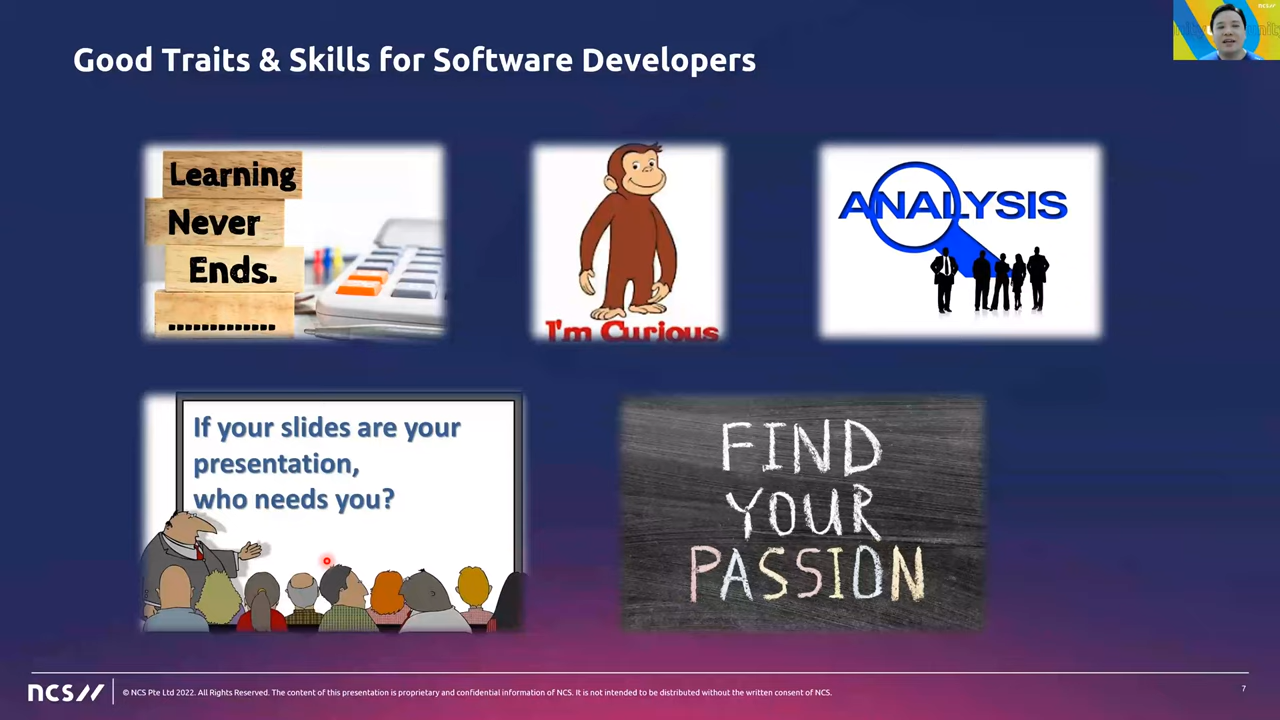 ncs//
Good Traits & Skills for Software Developers
Learning
Never
Ends.
.............
I'm Curious
ANALYSIS
If your slides are your
presentation,
who needs you?
FIND
YOUR
PASSION
ncs//
© NCS Pte Ltd 2022. All Rights Reserved. The content of this presentation is proprietary and confidential information of NCS. It is not intended to be distributed without the written consent of NCS.
7